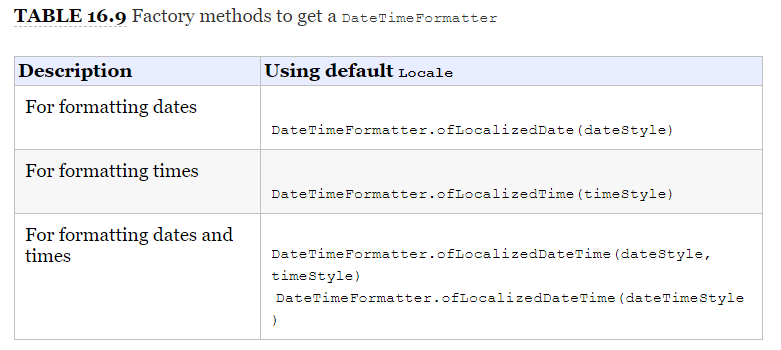 TABLE 16.9 Factory methods to get a DateTimeFormatter
Description
Using default Locale
For formatting dates
DateTimeFormatter.ofLocalizedDate(dateStyle)
For formatting times
DateTimeFormatter.ofLocalizedTime(timeStyle)
For formatting dates and
times
DateTimeFormatter.ofLocalizedDateTime(dateStyle,
timeStyle)
DateTimeFormatter.ofLocalizedDateTime(dateTimeStyle
)